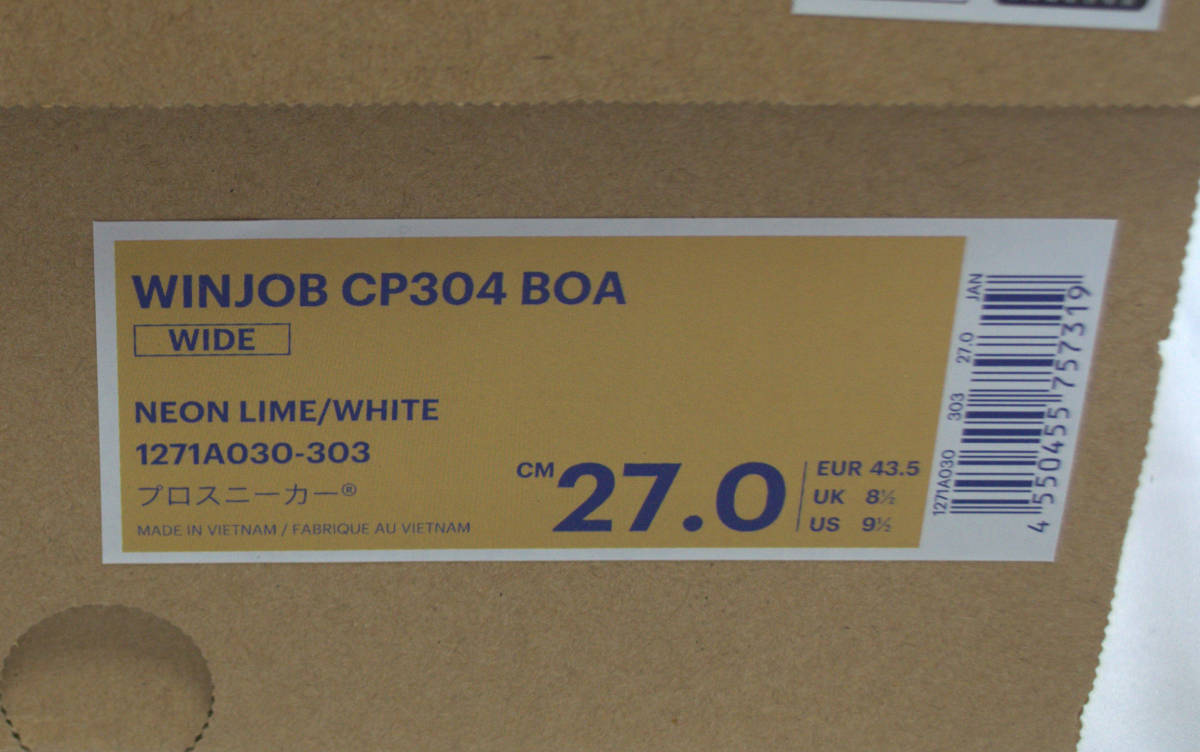 WINJOB CP304 BOA
WIDE
NEON LIME/WHITE
1271A030-303
プロスニーカー®
MADE IN VIETNAM / FABRIQUE AU VIETNAM
CM 27.0
EUR 43.5
UK 8½
US 9½
1271A030 303 27.0 JAN
4 550455 757319